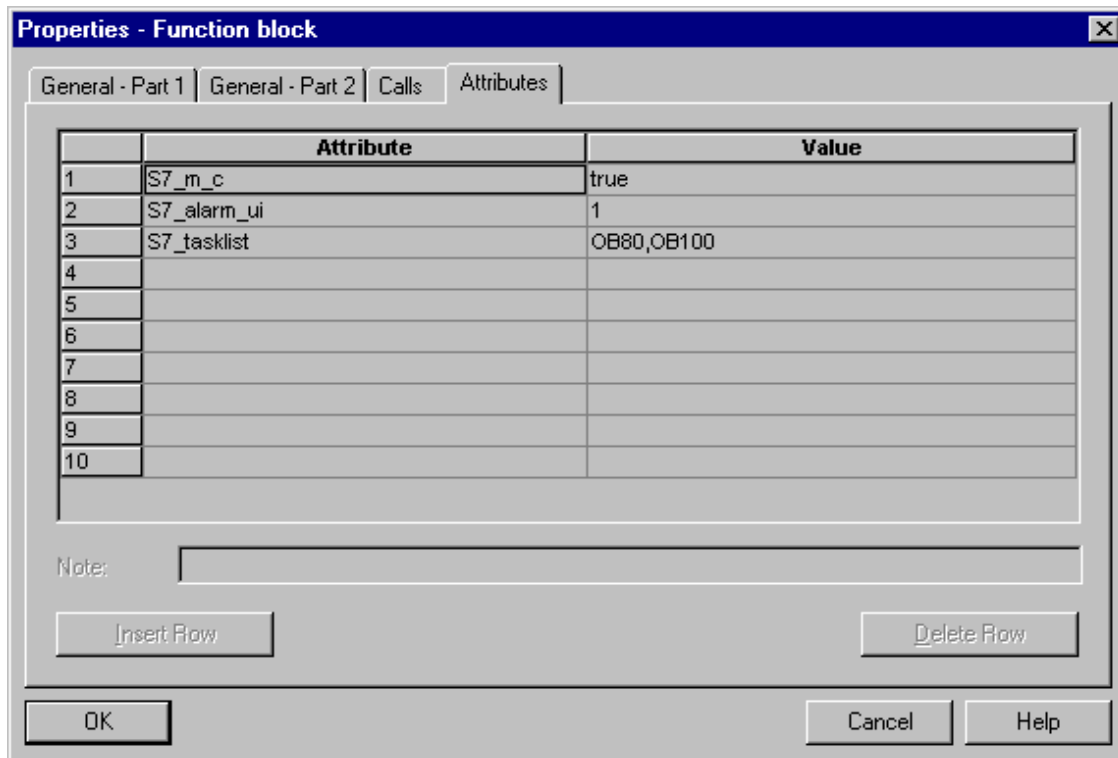 Properties - Function block
General - Part 1 General - Part 2 Calls Attributes
Attribute Value
1 S7_m_c true
2 S7_alarm_ui 1
3 S7_tasklist OB80,OB100
4
5
6
7
8
9
10
Note:
Insert Row Delete Row
OK Cancel Help